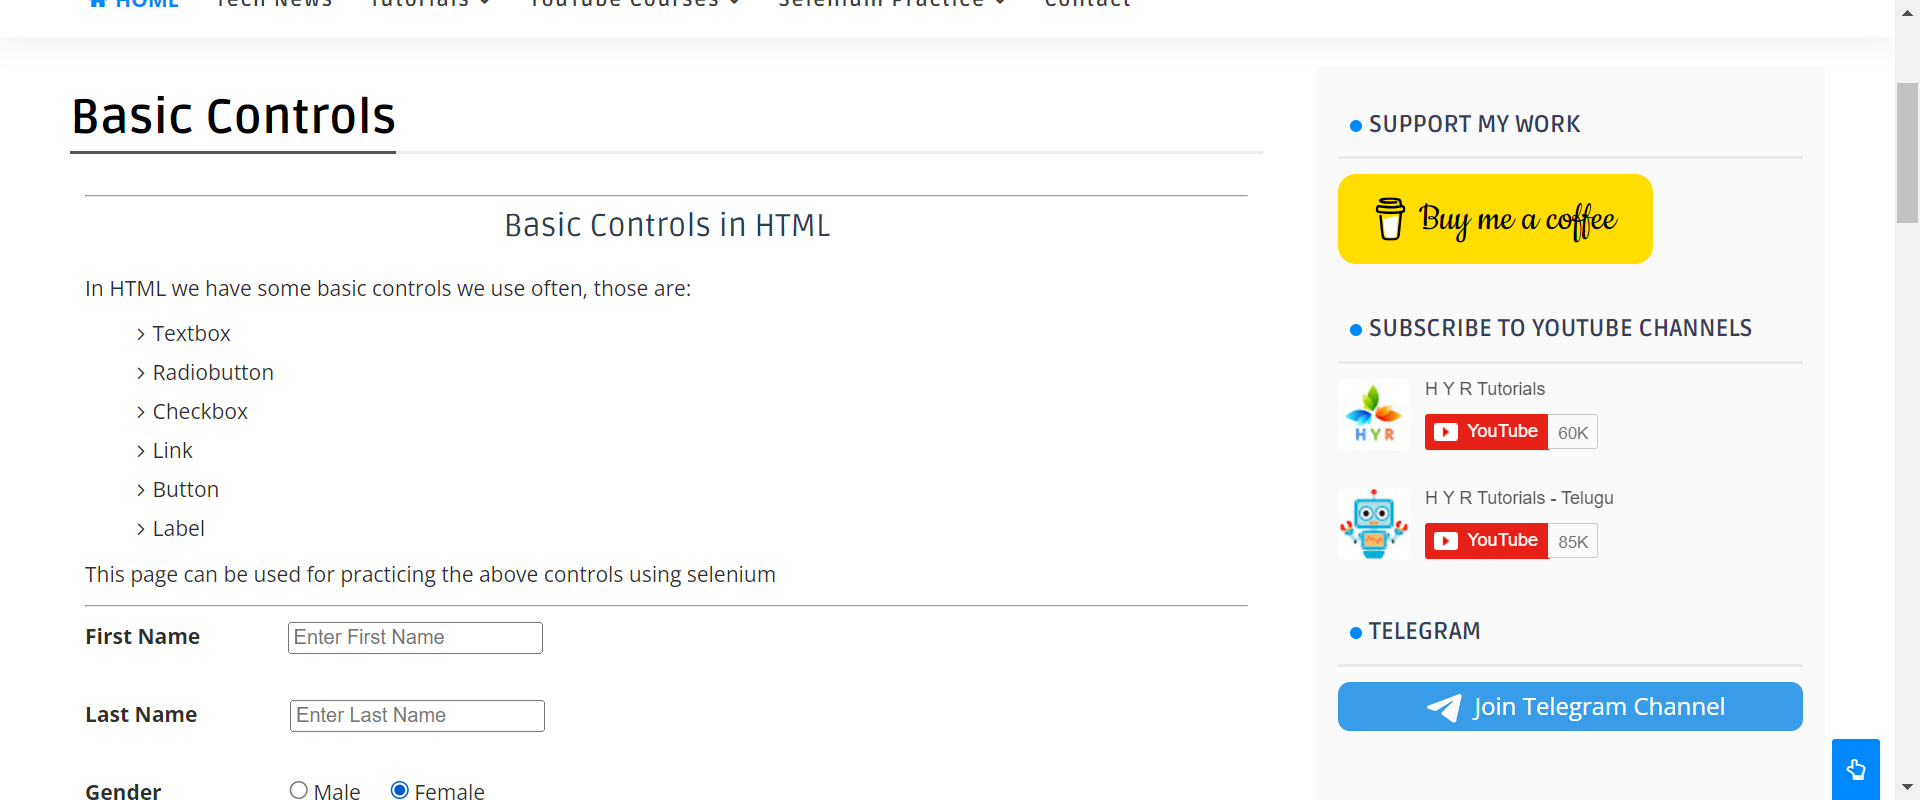 HOME Tech News Tutorials YouTube Courses Selenium Practice Contact
Basic Controls
Basic Controls in HTML
In HTML we have some basic controls we use often, those are:
Textbox
Radiobutton
Checkbox
Link
Button
Label
This page can be used for practicing the above controls using selenium
First Name Enter First Name
Last Name Enter Last Name
Gender Male Female
SUPPORT MY WORK
Buy me a coffee
SUBSCRIBE TO YOUTUBE CHANNELS
H Y R Tutorials
HYR
YouTube 60K
H Y R Tutorials - Telugu
YouTube 85K
TELEGRAM
Join Telegram Channel